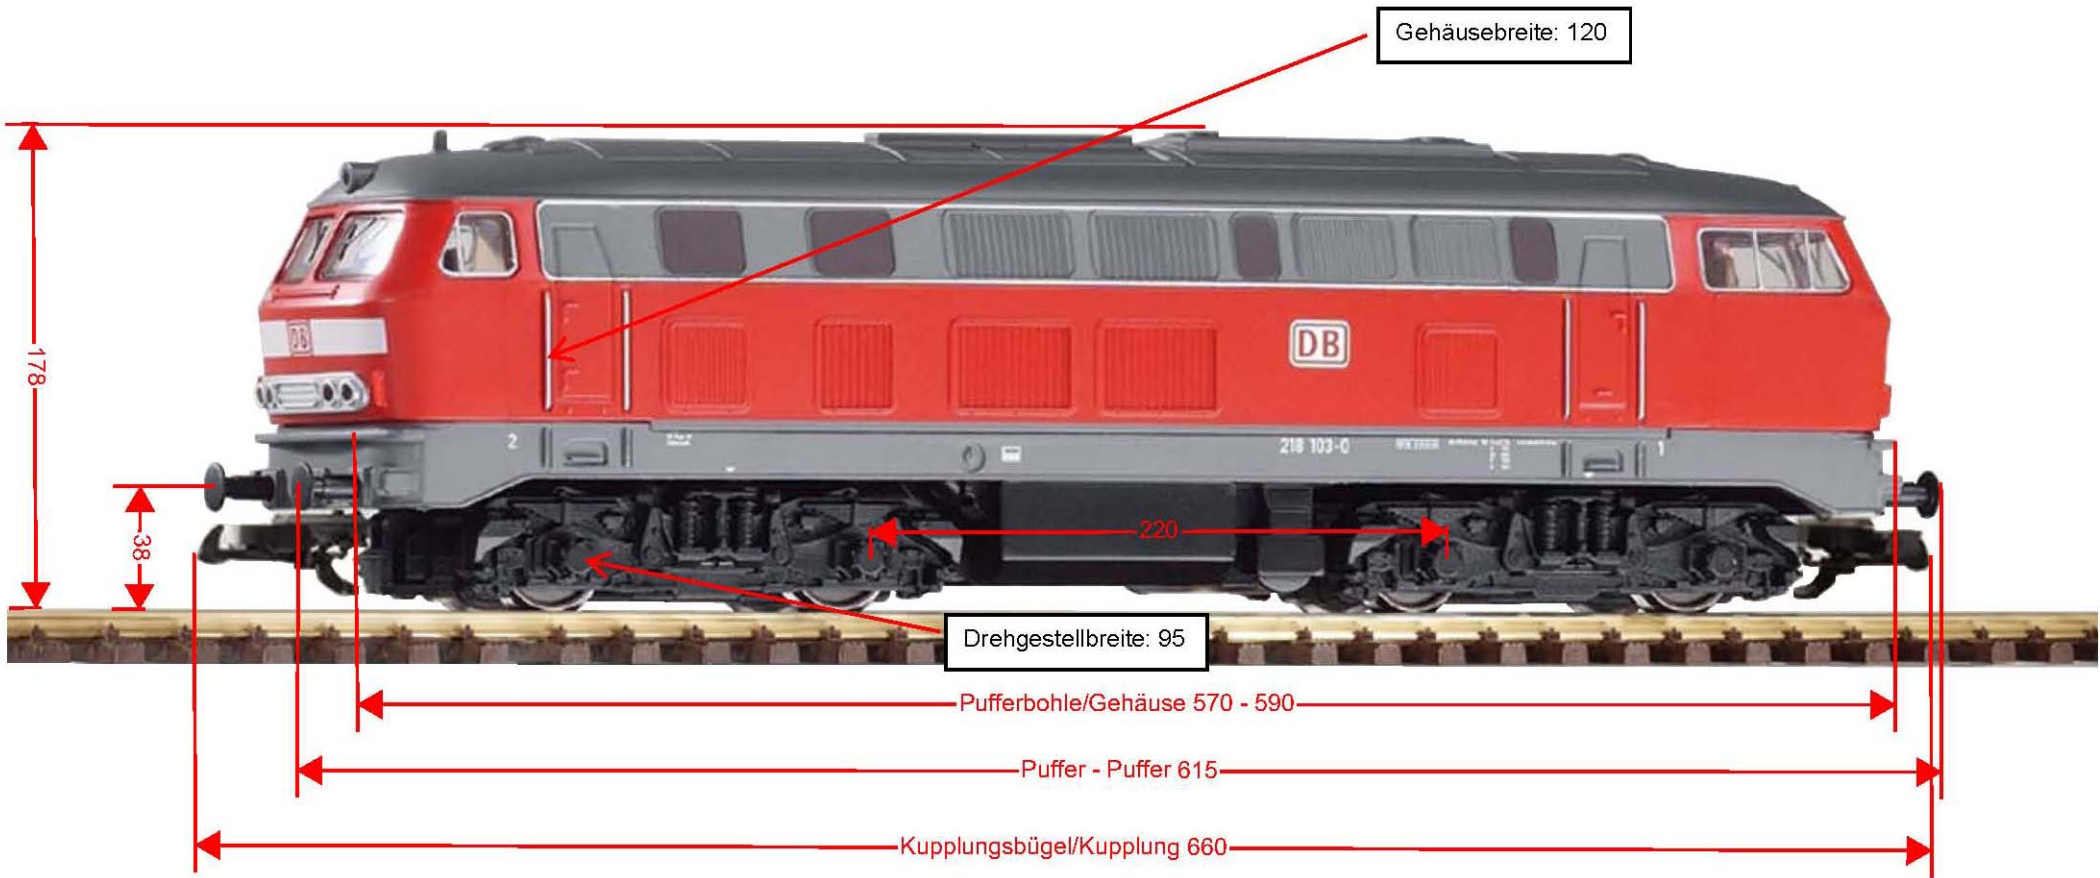 Gehäusebreite: 120
178
DB
DB
2
218 103-0
1
38
220
Drehgestellbreite: 95
Pufferbohle/Gehäuse 570 - 590
Puffer - Puffer 615
Kupplungsbügel/Kupplung 660